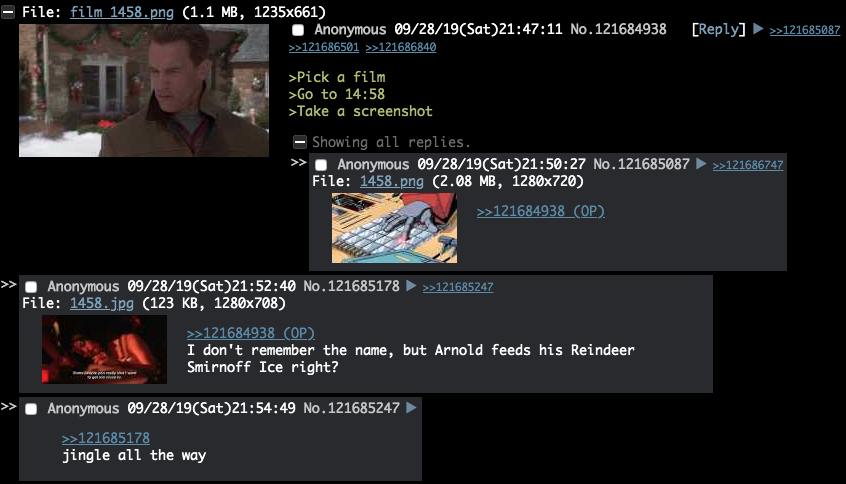 File: film 1458.png (1.1 MB, 1235x661)
Anonymous 09/28/19(Sat)21:47:11 No.121684938 [Reply] ▶ >>121685087
>>121686501 >>121686840
>Pick a film
>Go to 14:58
>Take a screenshot
Showing all replies.
>> Anonymous 09/28/19(Sat)21:50:27 No.121685087 ▶ >>121686747
File: 1458.png (2.08 MB, 1280x720)
>>121684938 (OP)
>> Anonymous 09/28/19(Sat)21:52:40 No.121685178 ▶ >>121685247
File: 1458.jpg (123 KB, 1280x708)
>>121684938 (OP)
I don't remember the name, but Arnold feeds his Reindeer
Smirnoff Ice right?
>> Anonymous 09/28/19(Sat)21:54:49 No.121685247 ▶
>>121685178
jingle all the way